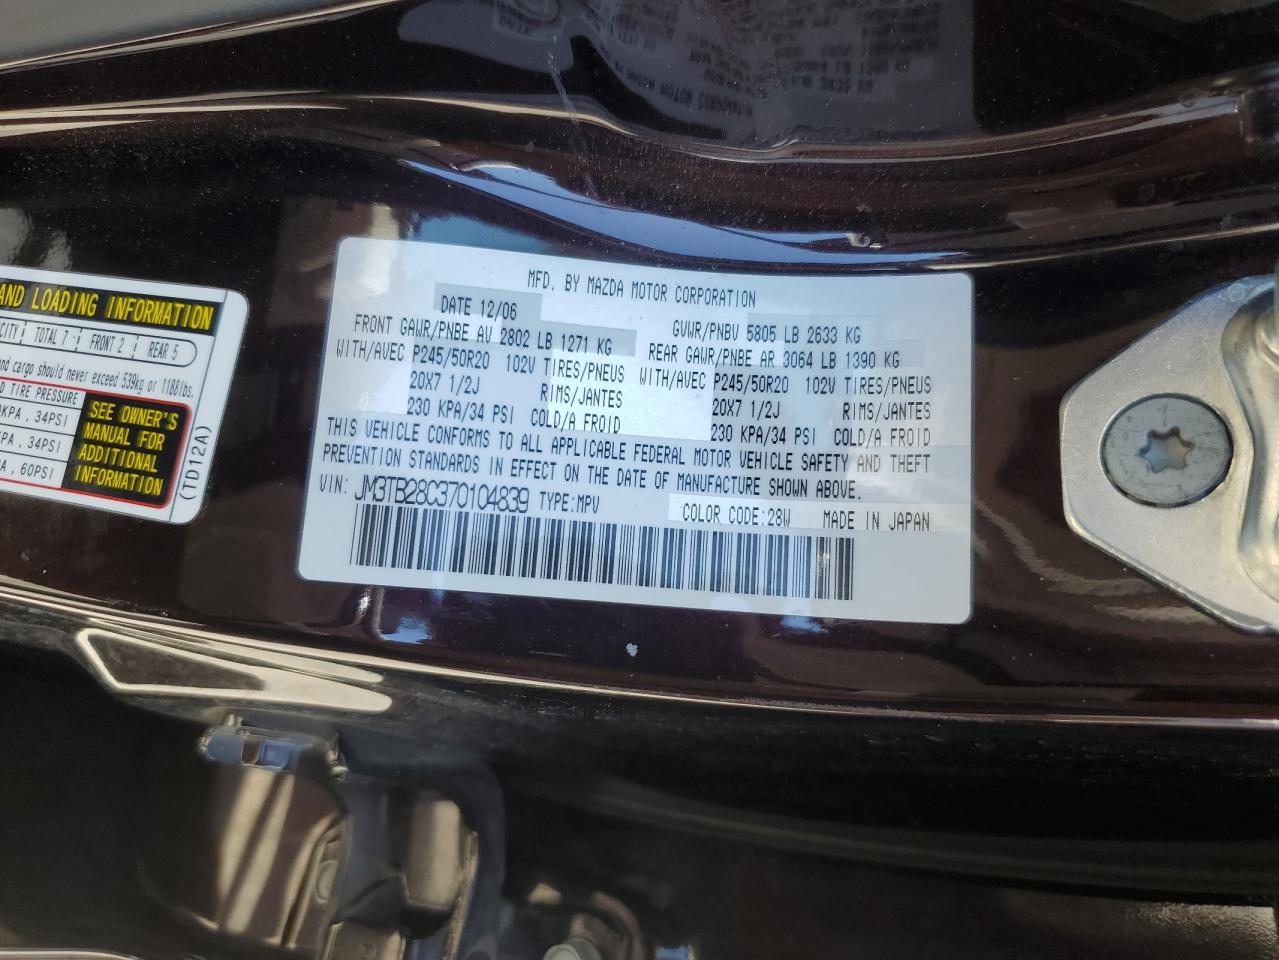 MFD. BY MAZDA MOTOR CORPORATION
DATE 12/06
GVWR/PNBV 5805 LB 2633 KG
FRONT GAWR/PNBE AV 2802 LB 1271 KG
REAR GAWR/PNBE AR 3064 LB 1390 KG
WITH/AVEC P245/50R20 102V TIRES/PNEUS
WITH/AVEC P245/50R20 102V TIRES/PNEUS
20X7 1/2J RIMS/JANTES
20X7 1/2J RIMS/JANTES
230 KPA/34 PSI COLD/A FROID
230 KPA/34 PSI COLD/A FROID
THIS VEHICLE CONFORMS TO ALL APPLICABLE FEDERAL MOTOR VEHICLE SAFETY AND THEFT
PREVENTION STANDARDS IN EFFECT ON THE DATE OF MANUFACTURE SHOWN ABOVE.
VIN: JM3TB28C370104839 TYPE:MPV
COLOR CODE:28W MADE IN JAPAN
AND LOADING INFORMATION
TOTAL 7 FRONT 2 REAR 5
and cargo should never exceed 539kg or 1188lbs.
TIRE PRESSURE
KPA, 34PSI
KPA, 34PSI
, 60PSI
SEE OWNER'S
MANUAL FOR
ADDITIONAL
INFORMATION
(TD12A)